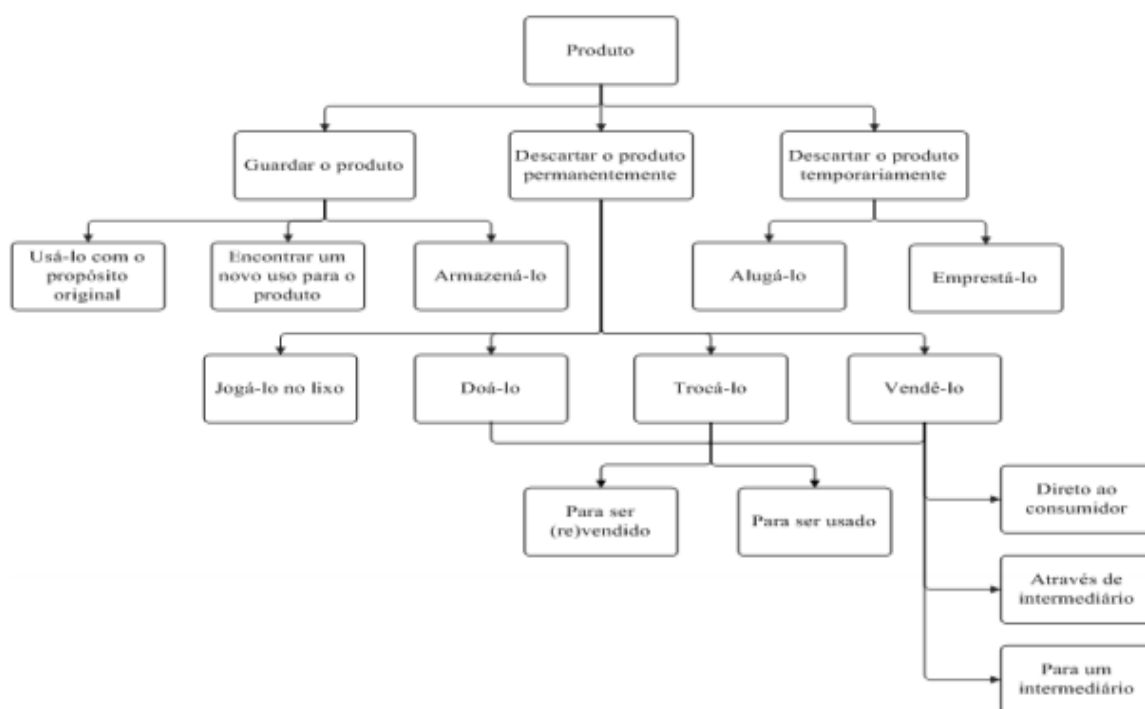 Produto
Guardar o produto
Descartar o produto
permanentemente
Descartar o produto
temporariamente
Usá-lo com o
propósito
original
Encontrar um
novo uso para o
produto
Armazená-lo
Alugá-lo
Emprestá-lo
Jogá-lo no lixo
Doá-lo
Trocá-lo
Vendê-lo
Para ser
(re)vendido
Para ser usado
Direto ao
consumidor
Através de
intermediário
Para um
intermediário